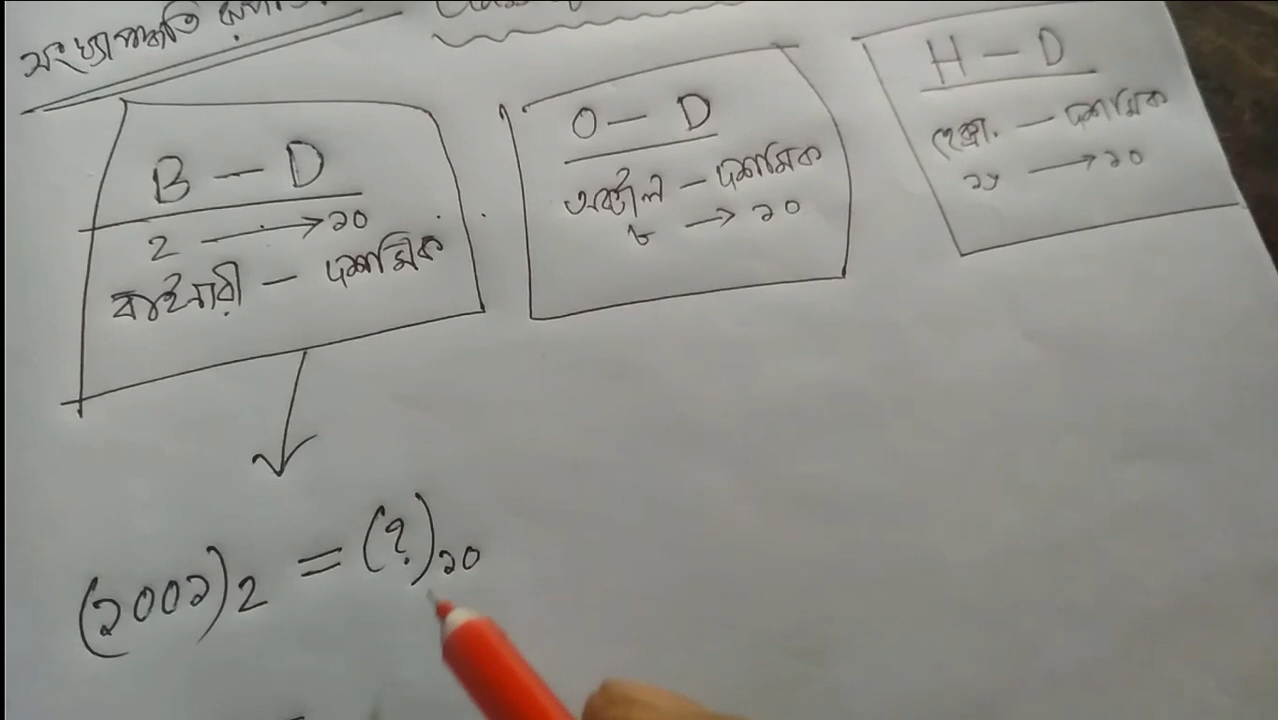 সংখ্যাপদ্ধতি
B – D
2 → ১০
বাইনারী – দশমিক
O – D
অক্টাল – দশমিক
৮ → ১০
H – D
হেক্সা. – দশমিক
১৬ → ১০
(১০০১)2 = (?)১০